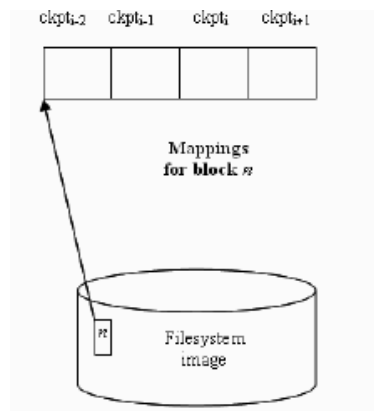 ckptᵢ₋₂ ckptᵢ₋₁ ckptᵢ ckptᵢ₊₁
Mappings
for block n
n
Filesystem
image